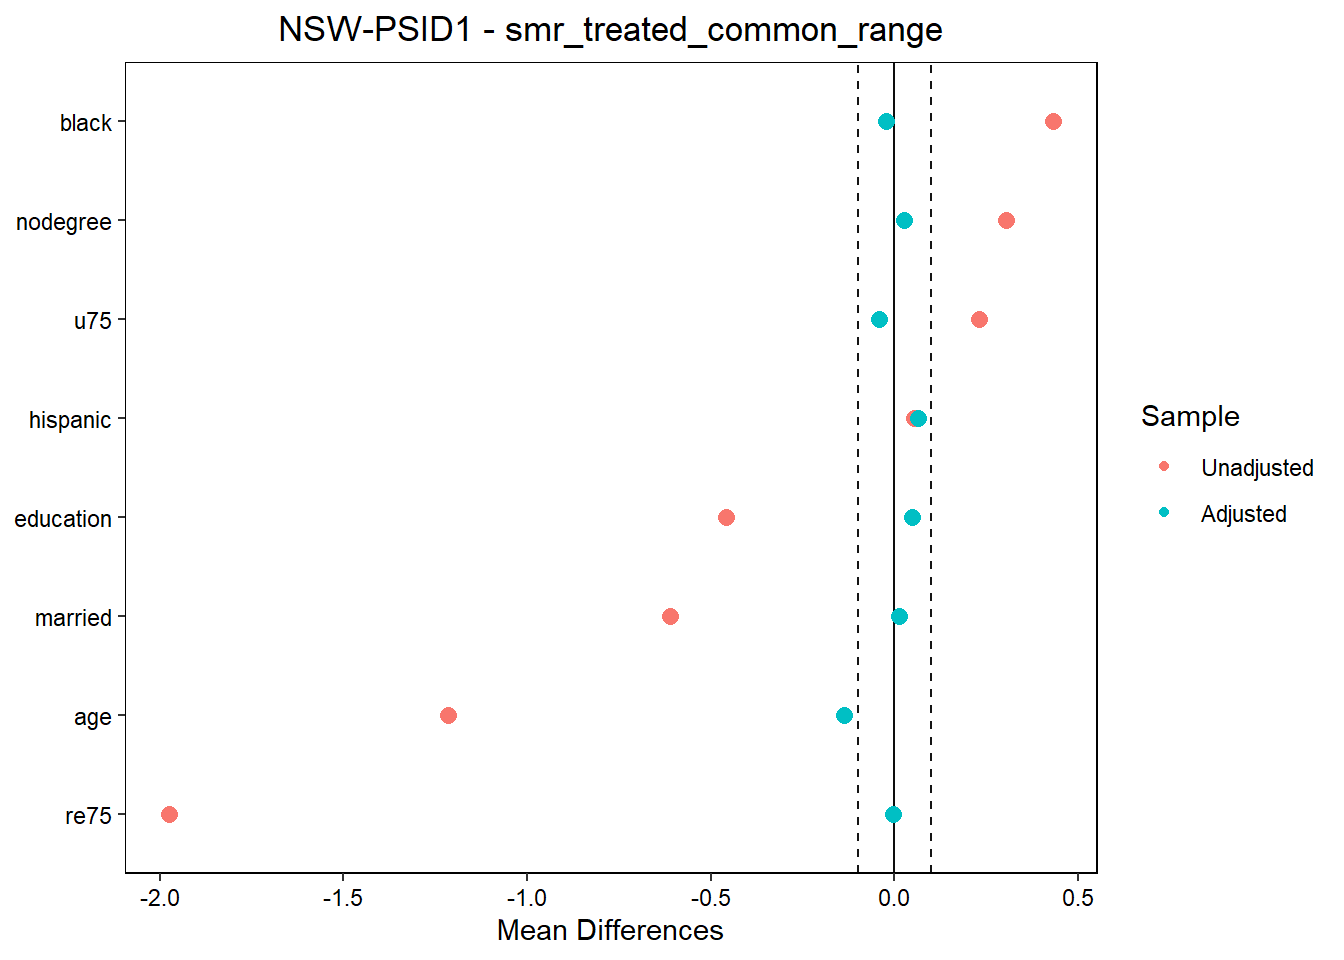 NSW-PSID1 - smr_treated_common_range
black
nodegree
u75
hispanic
education
married
age
re75
-2.0 -1.5 -1.0 -0.5 0.0 0.5
Mean Differences
Sample
Unadjusted
Adjusted